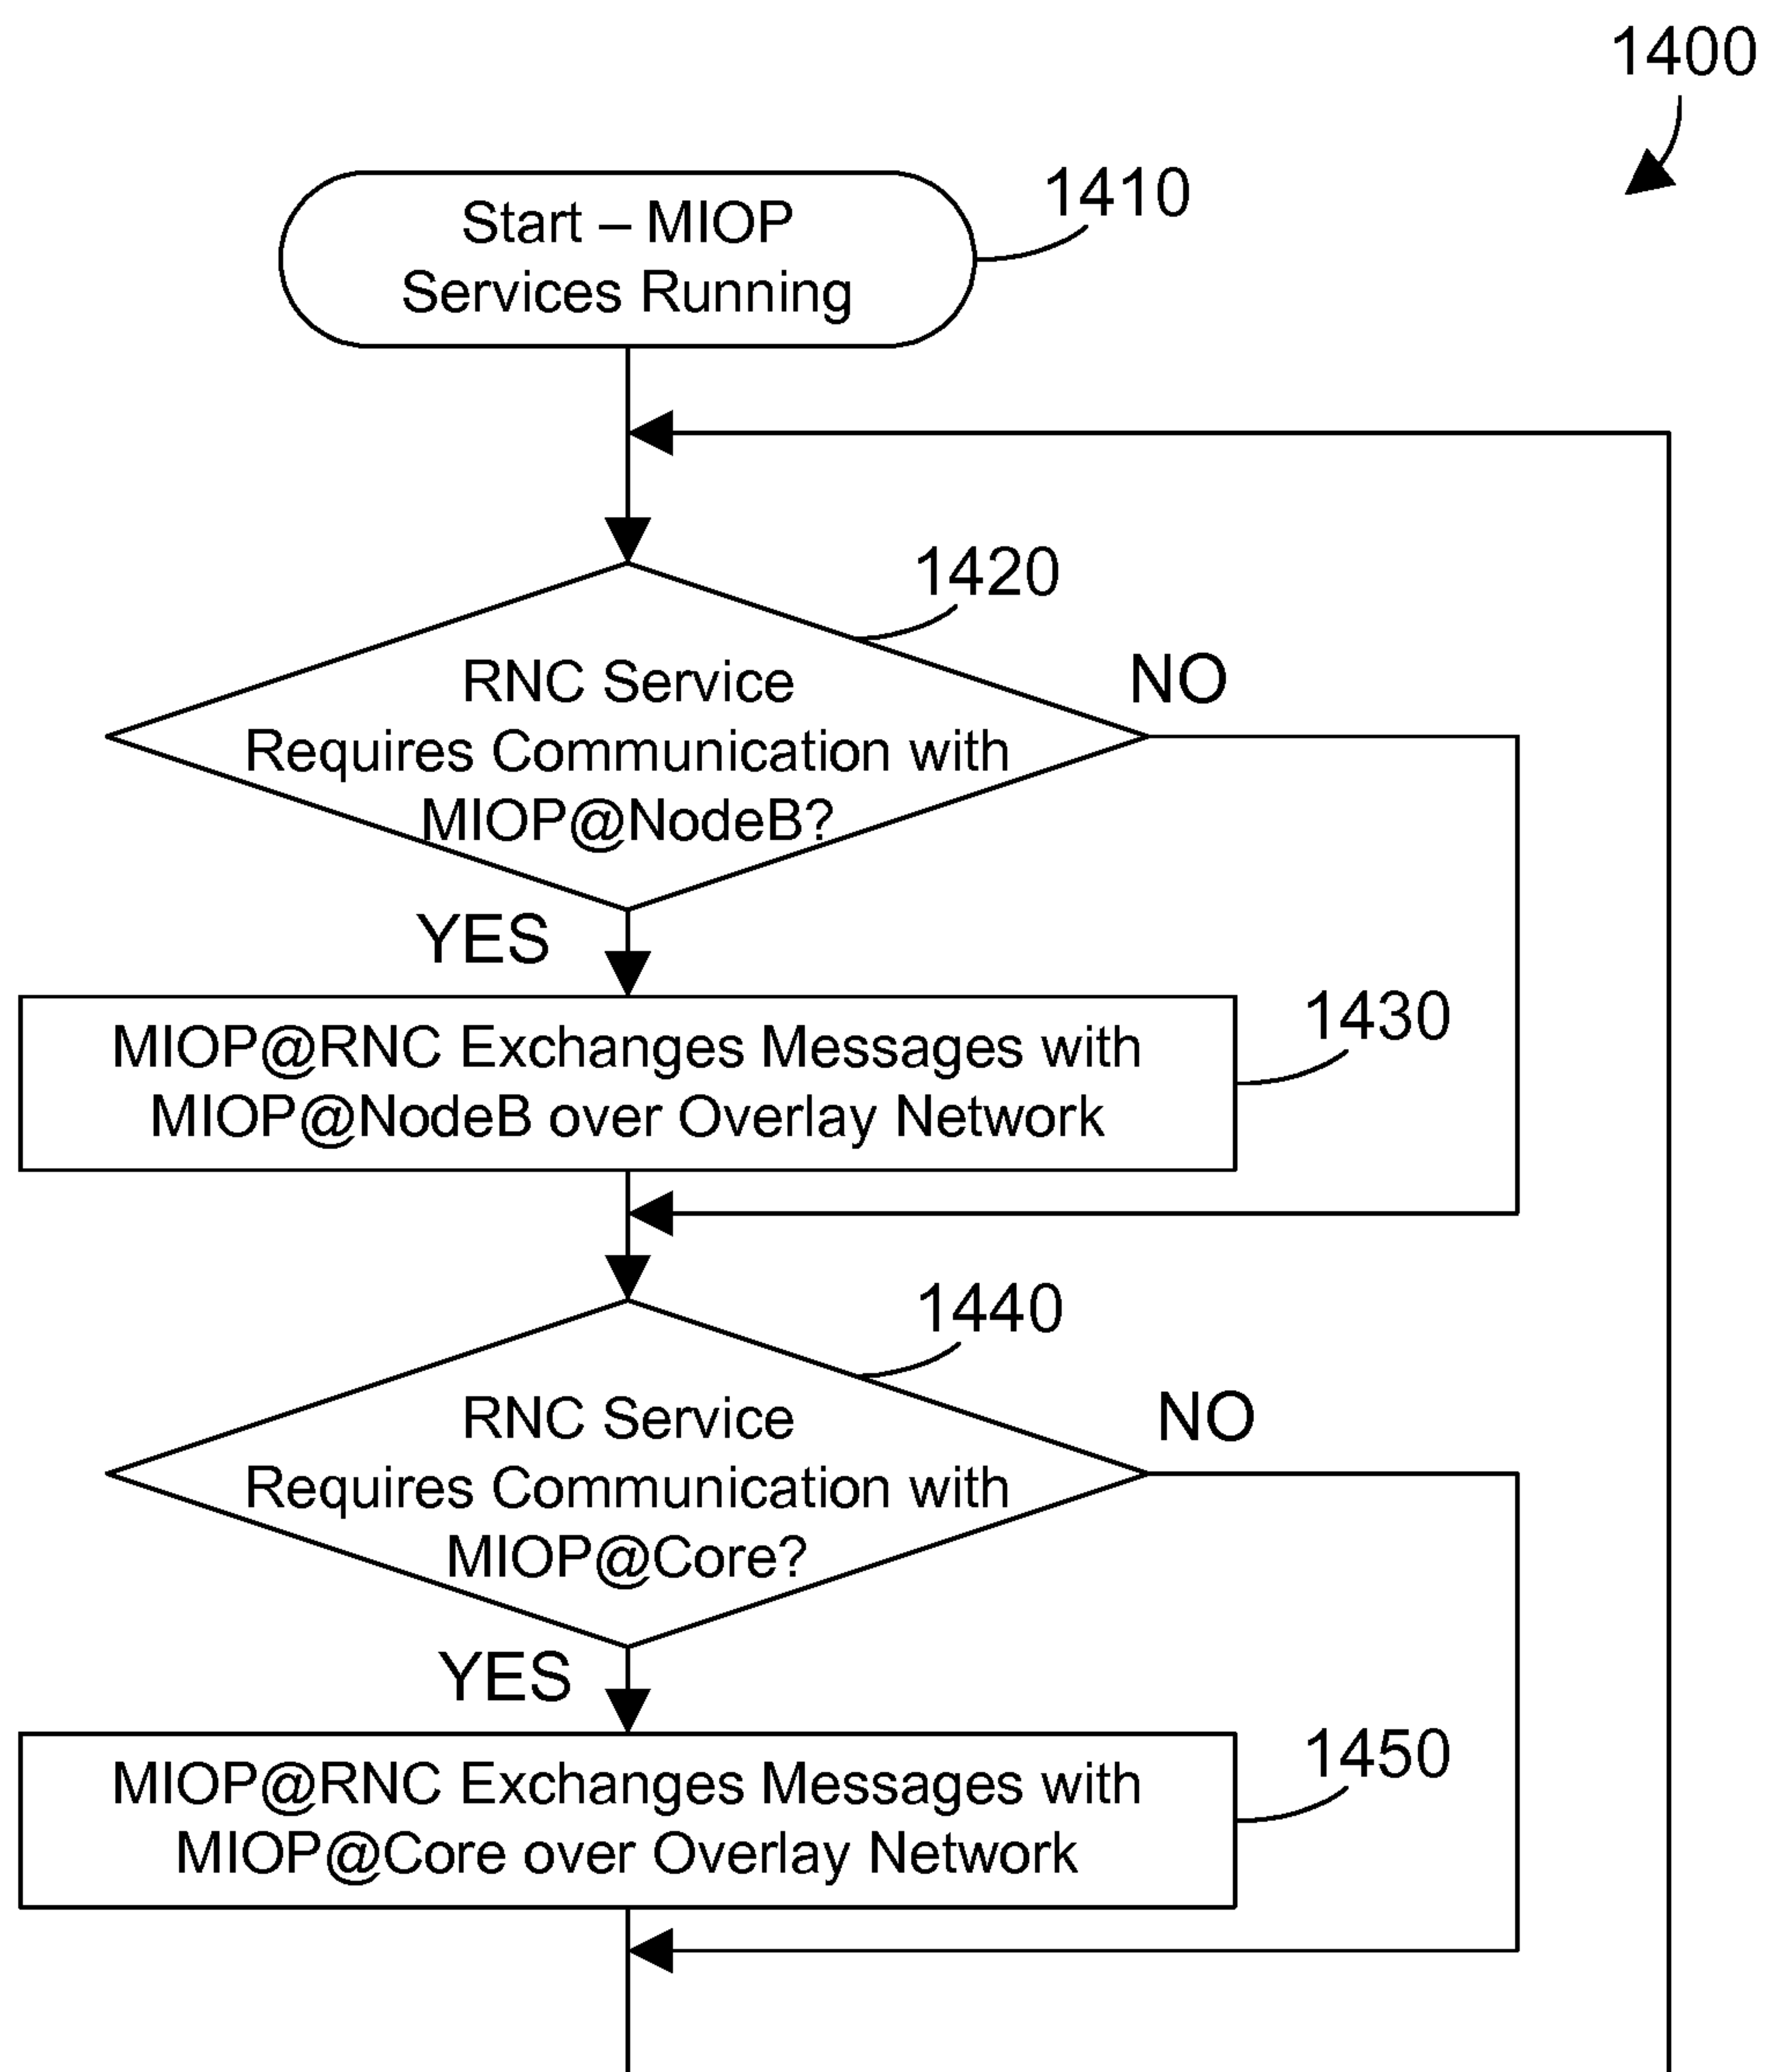 1400
1410
Start – MIOP
Services Running
1420
RNC Service
Requires Communication with
MIOP@NodeB?
NO
YES
1430
MIOP@RNC Exchanges Messages with
MIOP@NodeB over Overlay Network
1440
RNC Service
Requires Communication with
MIOP@Core?
NO
YES
1450
MIOP@RNC Exchanges Messages with
MIOP@Core over Overlay Network